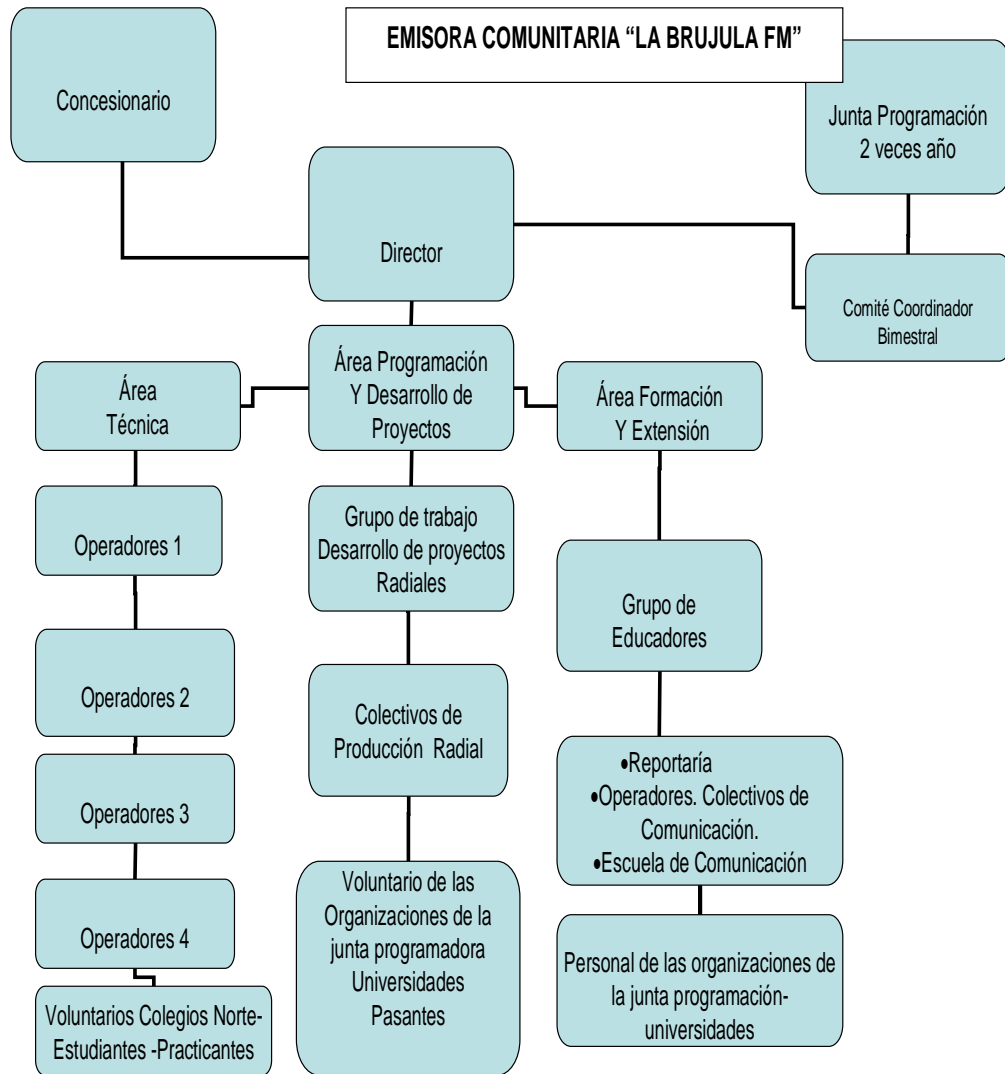 EMISORA COMUNITARIA “LA BRUJULA FM”
Concesionario
Junta Programación
2 veces año
Director
Comité Coordinador
Bimestral
Área
Técnica
Área Programación
Y Desarrollo de
Proyectos
Área Formación
Y Extensión
Operadores 1
Grupo de trabajo
Desarrollo de proyectos
Radiales
Grupo de
Educadores
Operadores 2
Colectivos de
Producción Radial
•Reportaría
•Operadores. Colectivos de
Comunicación.
•Escuela de Comunicación
Operadores 3
Operadores 4
Voluntario de las
Organizaciones de la
junta programadora
Universidades
Pasantes
Personal de las organizaciones de
la junta programación-
universidades
Voluntarios Colegios Norte-
Estudiantes -Practicantes